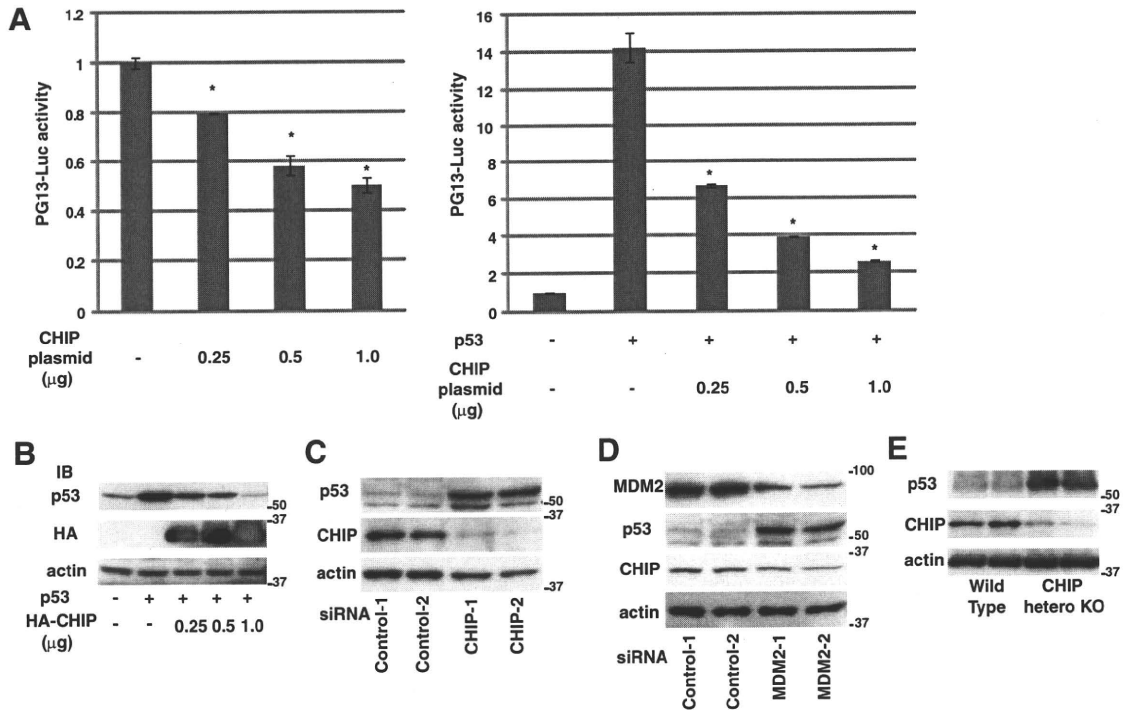 A
PG13-Luc activity
1.2
1
0.8
0.6
0.4
0.2
0
*
*
*
CHIP plasmid (μg)
- 0.25 0.5 1.0
PG13-Luc activity
16
14
12
10
8
6
4
2
0
*
*
*
p53 - + + + +
CHIP plasmid (μg)
- - 0.25 0.5 1.0
B
IB
p53
-50
-37
HA
actin
-37
p53 - + + + +
HA-CHIP (μg) - - 0.25 0.5 1.0
C
p53
-50
-37
CHIP
actin
-37
siRNA
Control-1
Control-2
CHIP-1
CHIP-2
D
-100
MDM2
p53
-50
-37
CHIP
actin
-37
siRNA
Control-1
Control-2
MDM2-1
MDM2-2
E
p53
-50
-37
CHIP
actin
-37
Wild Type
CHIP hetero KO